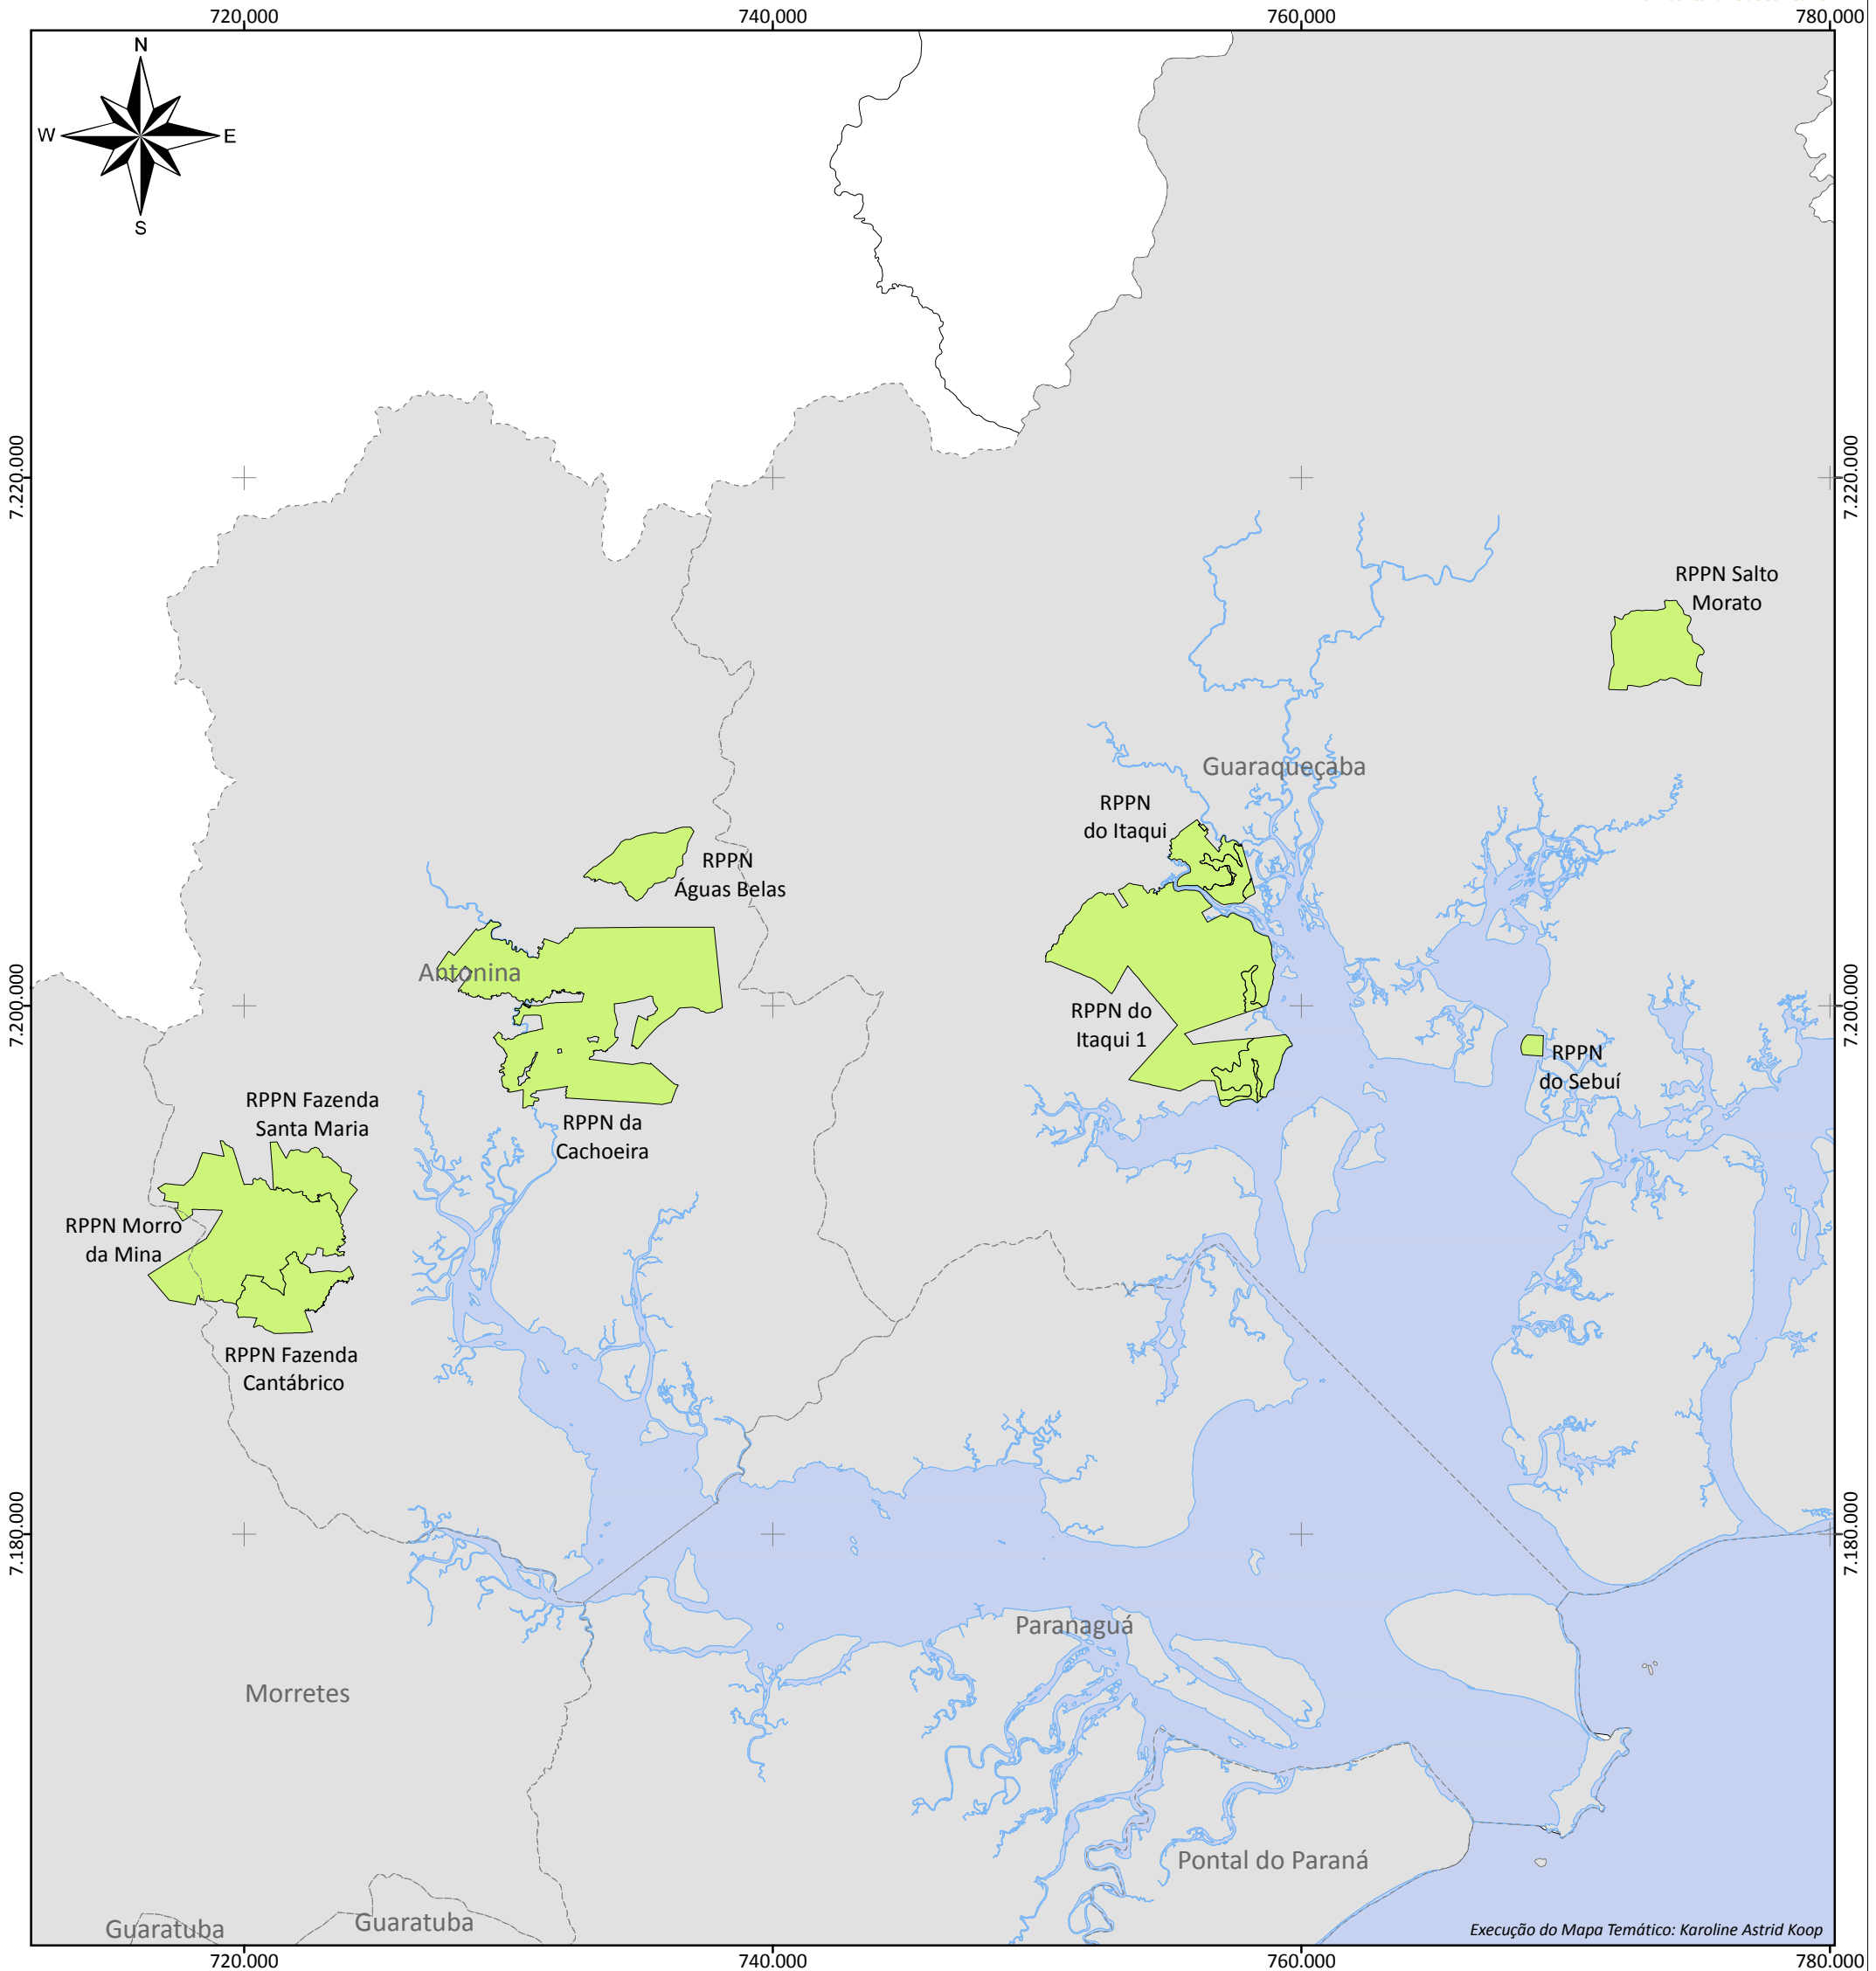 720.000
740.000
760.000
780.000
N
W
E
S
7.220.000
7.220.000
RPPN Salto
Morato
Guaraqueçaba
RPPN
do Itaqui
RPPN
Águas Belas
Antonina
7.200.000
7.200.000
RPPN do
Itaqui 1
RPPN
do Sebuí
RPPN Fazenda
Santa Maria
RPPN da
Cachoeira
RPPN Morro
da Mina
RPPN Fazenda
Cantábrico
7.180.000
7.180.000
Paranaguá
Morretes
Pontal do Paraná
Guaratuba
Guaratuba
Execução do Mapa Temático: Karoline Astrid Koop
720.000
740.000
760.000
780.000